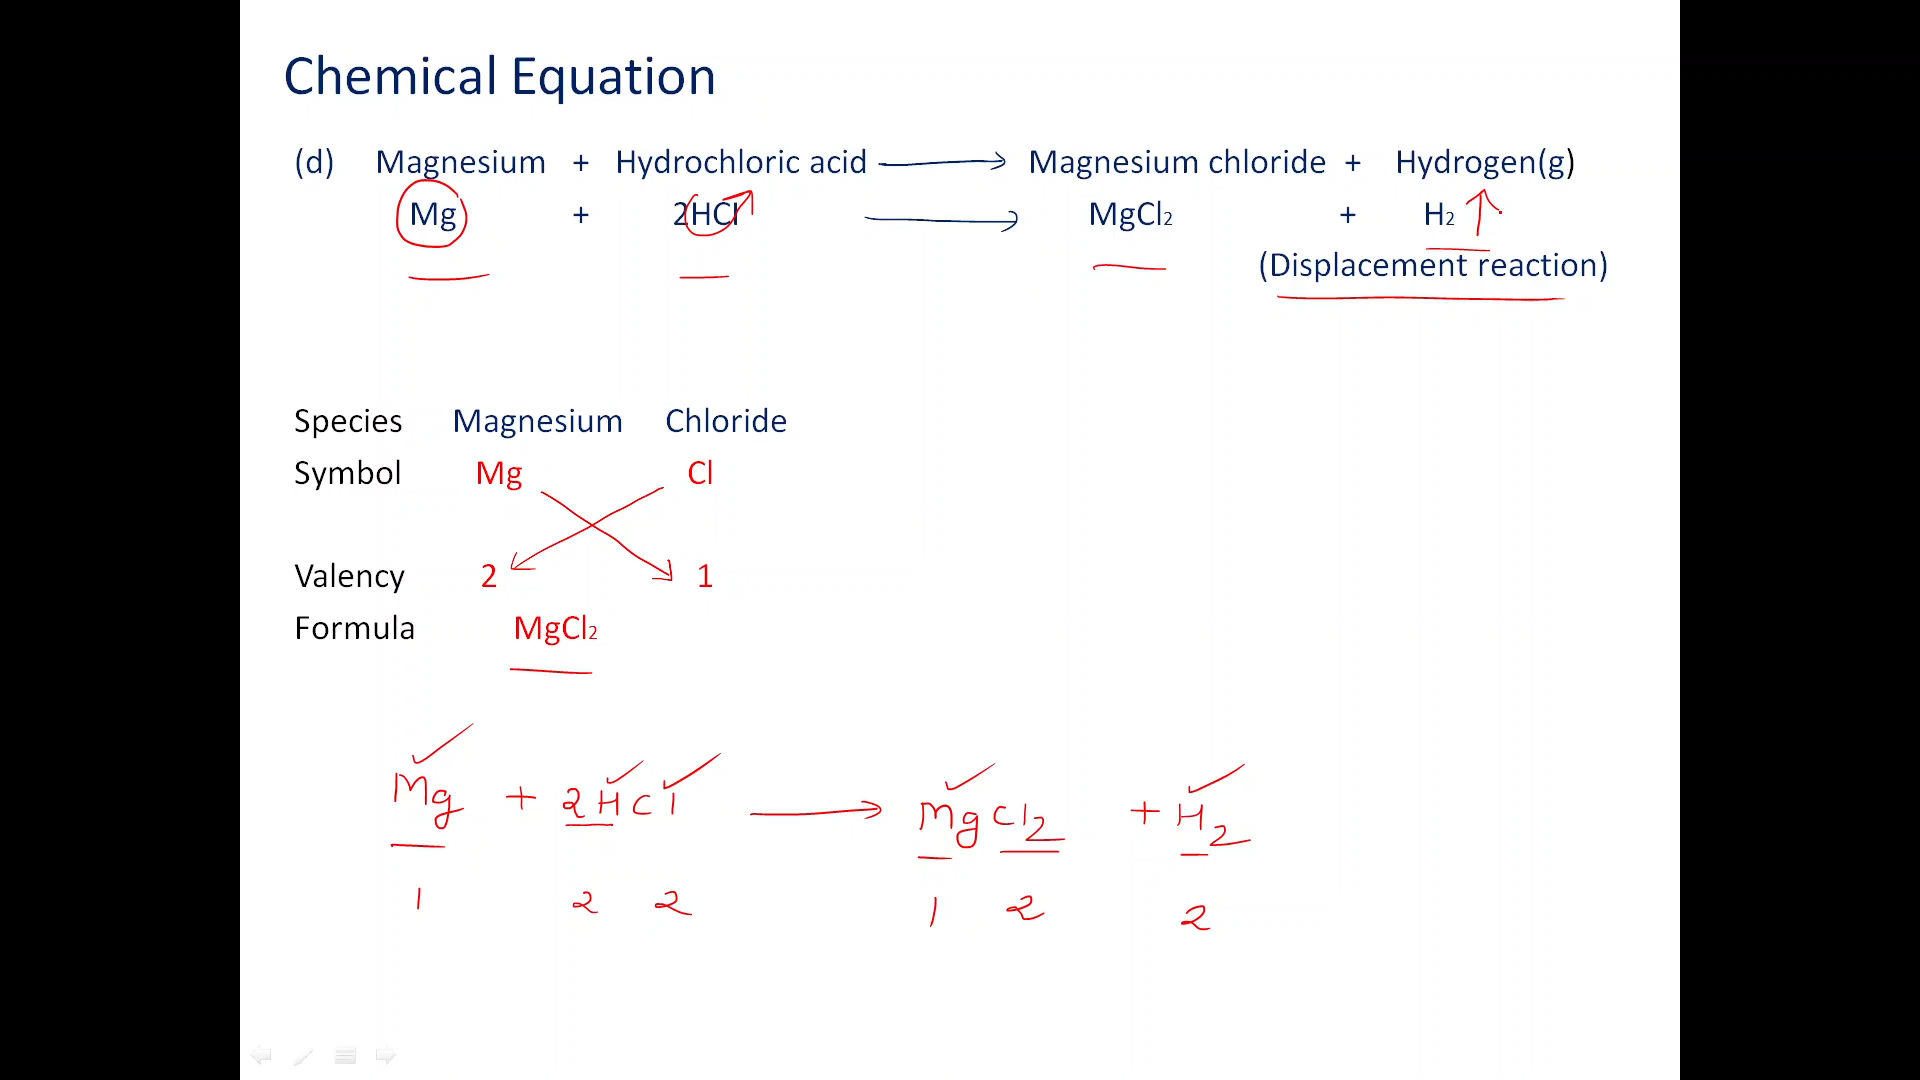 Chemical Equation
(d) Magnesium + Hydrochloric acid ⟶ Magnesium chloride + Hydrogen(g)
Mg + 2HCl ⟶ MgCl₂ + H₂ ↑
(Displacement reaction)
Species Magnesium Chloride
Symbol Mg Cl
Valency 2 1
Formula MgCl₂
Mg + 2HCl ⟶ MgCl₂ + H₂
1 2 2 1 2 2